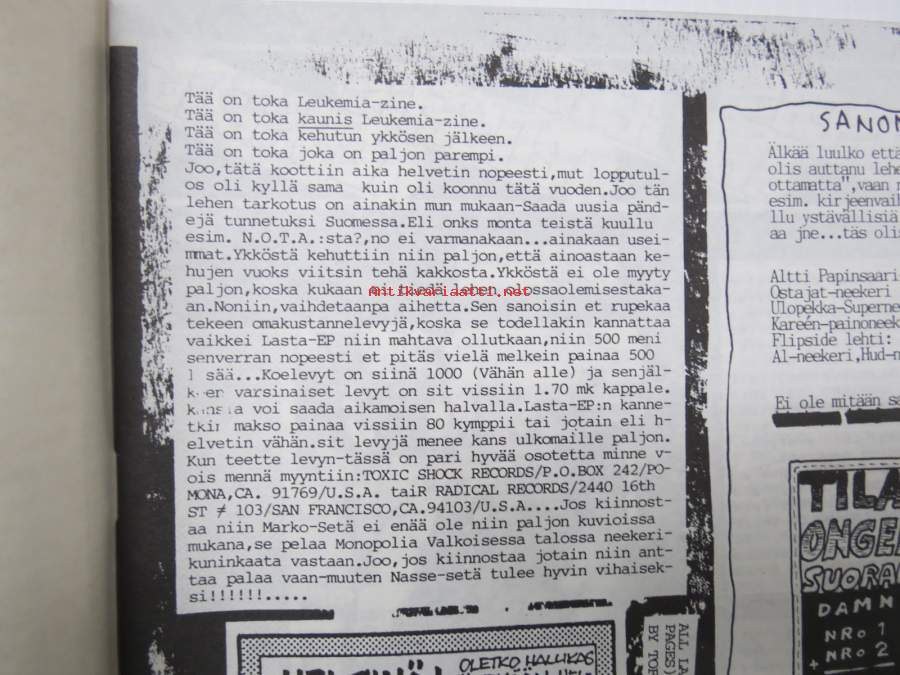 Tää on toka Leukemia-zine.
Tää on toka kaunis Leukemia-zine.
Tää on toka kehutun ykkösen jälkeen.
Tää on toka joka on paljon parempi.
Joo,tätä koottiin aika helvetin nopeesti,mut lopputul-
os oli kyllä sama kuin oli koonnu tätä vuoden.Joo tän
lehen tarkotus on ainakin mun mukaan-Saada uusia pänd-
ejä tunnetuksi Suomessa.Eli onks monta teistä kuullu
esim. N.O.T.A.:sta?,no ei varmanakaan...ainakaan usei-
mmat.Ykköstä kehuttiin niin paljon,että ainoastaan ke-
hujen vuoks viitsin tehä kakkosta.Ykköstä ei ole myyty
paljon,koska kukaan ei tiedä lehen olossaolemisestaka-
an.Noniin,vaihdetaanpa aihetta.Sen sanoisin et rupekaa
tekeen omakustannelevyjä,koska se todellakin kannattaa
vaikkei Lasta-EP niin mahtava ollutkaan,niin 500 meni
senverran nopeesti et pitäs vielä melkein painaa 500
sää...Koelevyt on siinä 1000 (Vähän alle) ja senjäl-
varsinaiset levyt on sit vissiin 1.70 mk kappale.
voi saada aikamoisen halvalla.Lasta-EP:n kanne-
tkin makso painaa vissiin 80 kymppii tai jotain eli h-
elvetin vähän.sit levyjä menee kans ulkomaille paljon.
Kun teette levyn-tässä on pari hyvää osotetta minne v-
ois mennä myyntiin:TOXIC SHOCK RECORDS/P.O.BOX 242/PO-
MONA,CA. 91769/U.S.A. taiR RADICAL RECORDS/2440 16th
ST ≠ 103/SAN FRANCISCO,CA.94103/U.S.A....Jos kiinnost-
aa niin Marko-Setä ei enää ole niin paljon kuvioissa
mukana,se pelaa Monopolia Valkoisessa talossa neekeri-
kuninkaata vastaan.Joo,jos kiinnostaa jotain niin ant-
taa palaa vaan-muuten Nasse-setä tulee hyvin vihaisek-
si!!!!!!.....
Antikvariaatti.net
SANOM
Älkää luulko että
olis auttanu lehe
ottamatta",vaan m
esim. kirjeenvaih
llu ystävällisiä
aa jne...täs olis
Altti Papinsaari-
Ostajat-neekeri
Ulopekka-Superne
Kareen-painoneek
Flipside lehti:
Al-neekeri,Hud-n
Ei ole mitään sa
OLETKO HALLIKAS
ALL LA
PAGES)
BY TOR
TILA
ONGEL
SUORA
DAMN
NRo 1
+ NRo 2